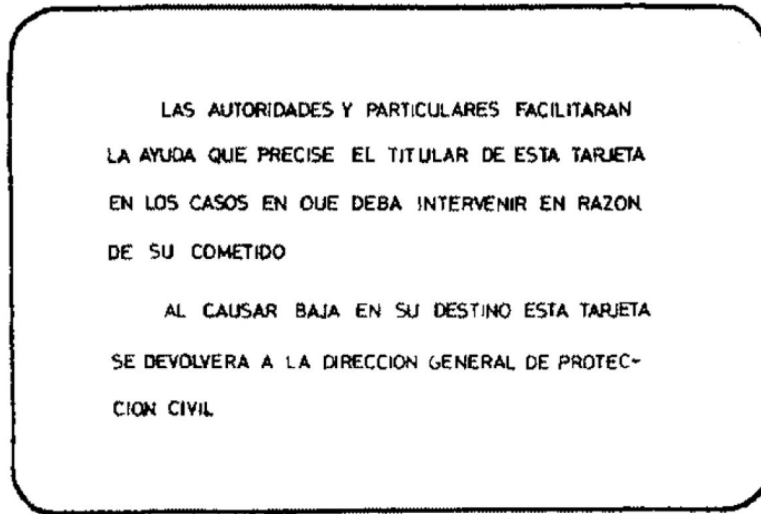 LAS AUTORIDADES Y PARTICULARES FACILITARAN
LA AYUDA QUE PRECISE EL TITULAR DE ESTA TARJETA
EN LOS CASOS EN QUE DEBA INTERVENIR EN RAZON
DE SU COMETIDO
AL CAUSAR BAJA EN SU DESTINO ESTA TARJETA
SE DEVOLVERA A LA DIRECCION GENERAL DE PROTEC-
CION CIVIL